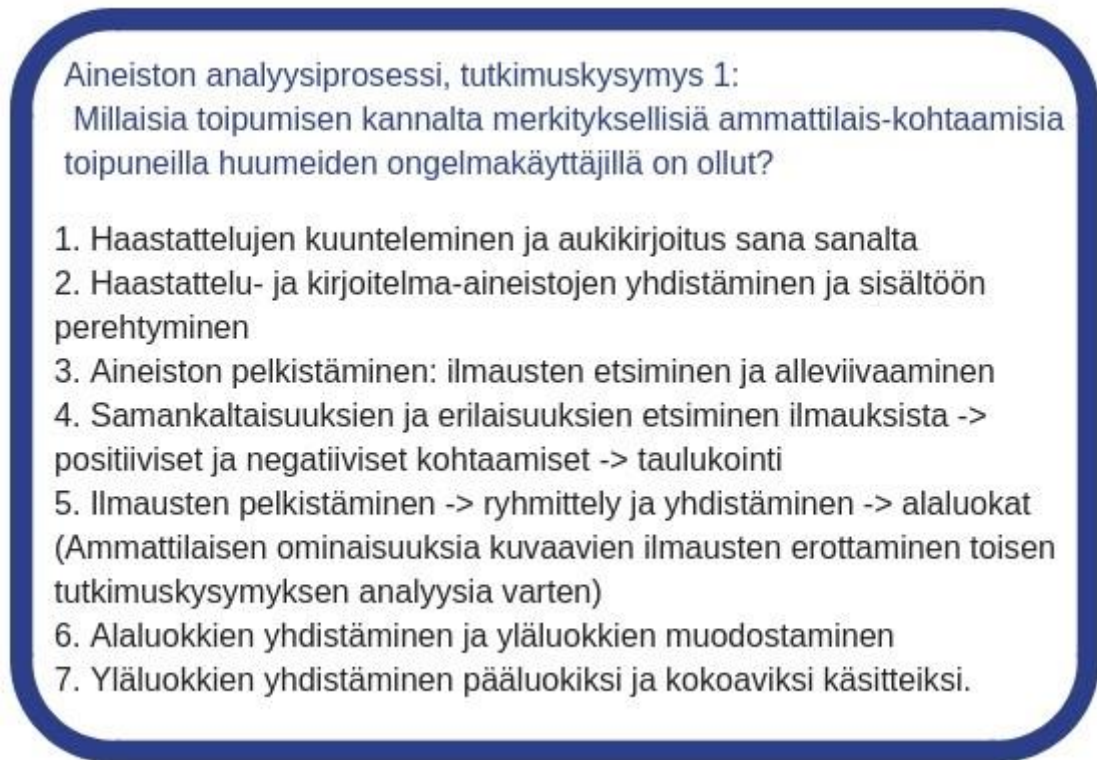 Aineiston analyysiprosessi, tutkimuskysymys 1:
Millaisia toipumisen kannalta merkityksellisiä ammattilais-kohtaamisia
toipuneilla huumeiden ongelmakäyttäjillä on ollut?
1. Haastattelujen kuunteleminen ja aukikirjoitus sana sanalta
2. Haastattelu- ja kirjoitelma-aineistojen yhdistäminen ja sisältöön
perehtyminen
3. Aineiston pelkistäminen: ilmausten etsiminen ja alleviivaaminen
4. Samankaltaisuuksien ja erilaisuuksien etsiminen ilmauksista ->
positiiviset ja negatiiviset kohtaamiset -> taulukointi
5. Ilmausten pelkistäminen -> ryhmittely ja yhdistäminen -> alaluokat
(Ammattilaisen ominaisuuksia kuvaavien ilmausten erottaminen toisen
tutkimuskysymyksen analyysia varten)
6. Alaluokkien yhdistäminen ja yläluokkien muodostaminen
7. Yläluokkien yhdistäminen pääluokiksi ja kokoaviksi käsitteiksi.